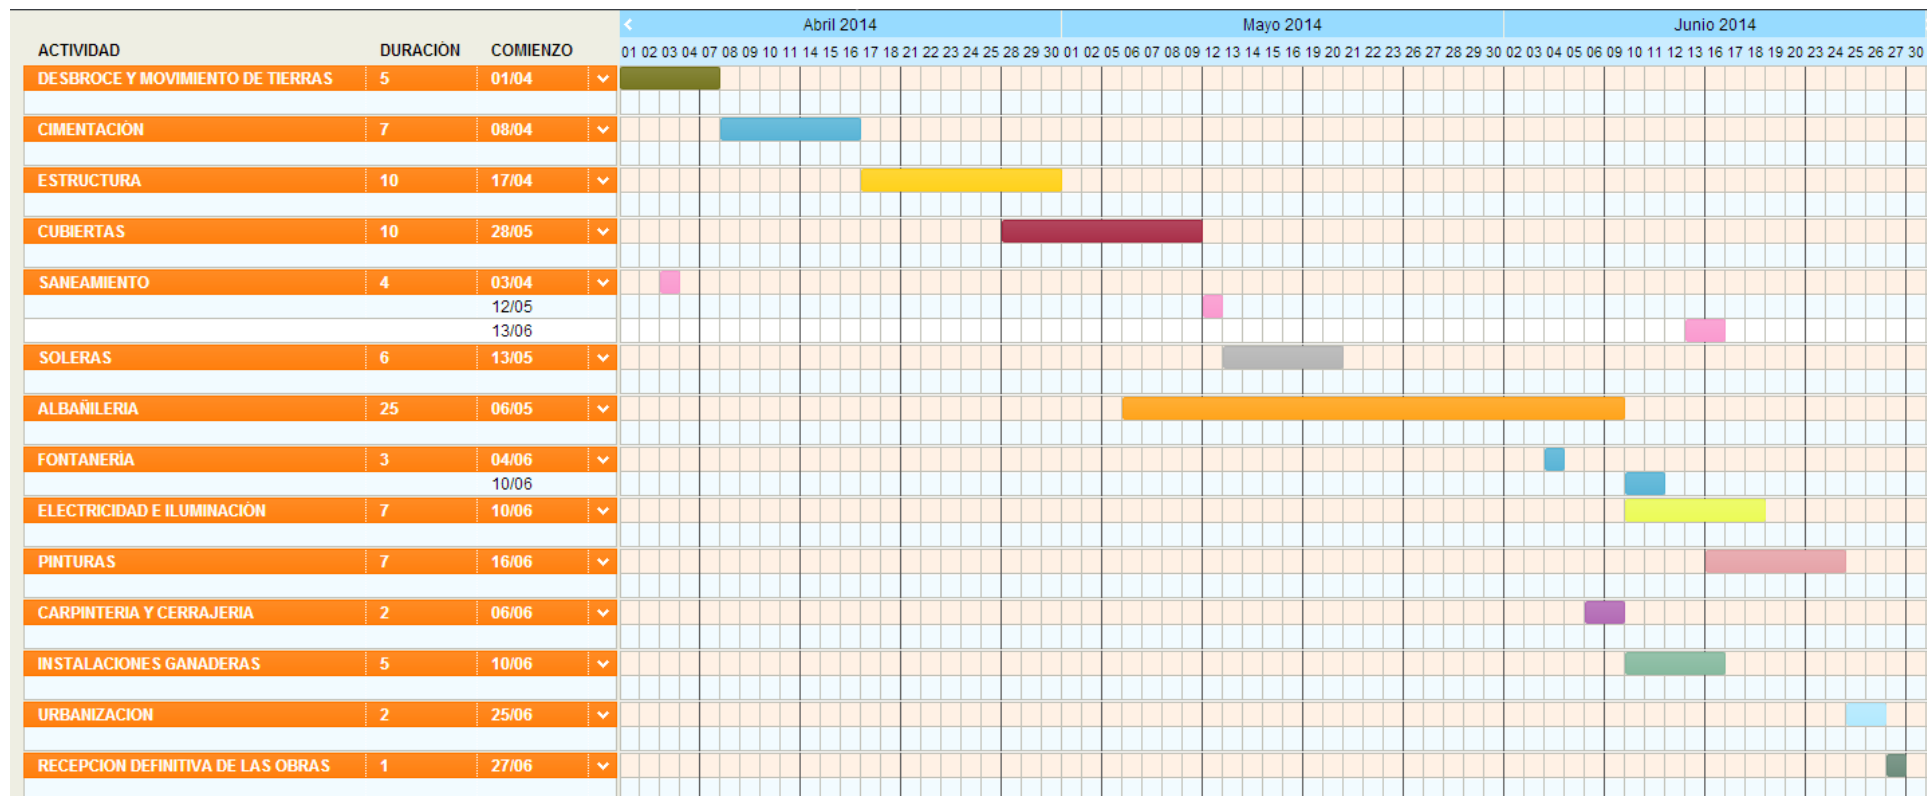 Abril 2014 Mayo 2014 Junio 2014
ACTIVIDAD DURACIÓN COMIENZO 01 02 03 04 07 08 09 10 11 14 15 16 17 18 21 22 23 24 25 28 29 30 01 02 05 06 07 08 09 12 13 14 15 16 19 20 21 22 23 26 27 28 29 30 02 03 04 05 06 09 10 11 12 13 16 17 18 19 20 23 24 25 26 27 30
DESBROCE Y MOVIMIENTO DE TIERRAS 5 01/04
CIMENTACIÓN 7 08/04
ESTRUCTURA 10 17/04
CUBIERTAS 10 28/05
SANEAMIENTO 4 03/04
12/05
13/06
SOLERAS 6 13/05
ALBAÑILERIA 25 06/05
FONTANERÌA 3 04/06
10/06
ELECTRICIDAD E ILUMINACIÓN 7 10/06
PINTURAS 7 16/06
CARPINTERIA Y CERRAJERIA 2 06/06
INSTALACIONES GANADERAS 5 10/06
URBANIZACION 2 25/06
RECEPCION DEFINITIVA DE LAS OBRAS 1 27/06